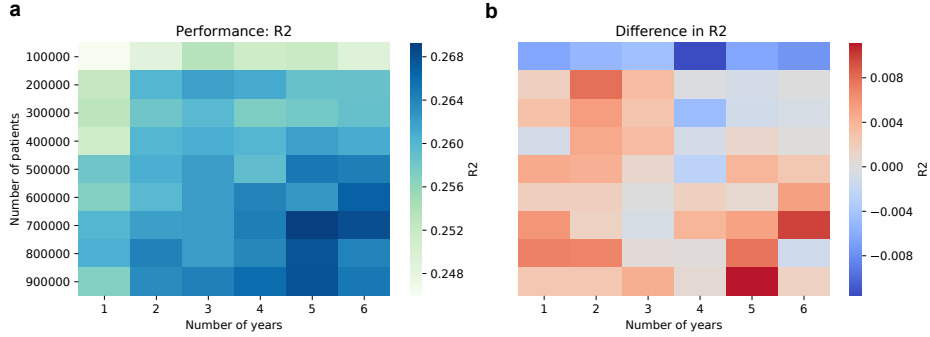 a
Performance: R2
Number of patients
100000
200000
300000
400000
500000
600000
700000
800000
900000
1 2 3 4 5 6
Number of years
0.268
0.264
0.260
0.256
0.252
0.248
R2
b
Difference in R2
1 2 3 4 5 6
Number of years
0.008
0.004
0.000
−0.004
−0.008
R2